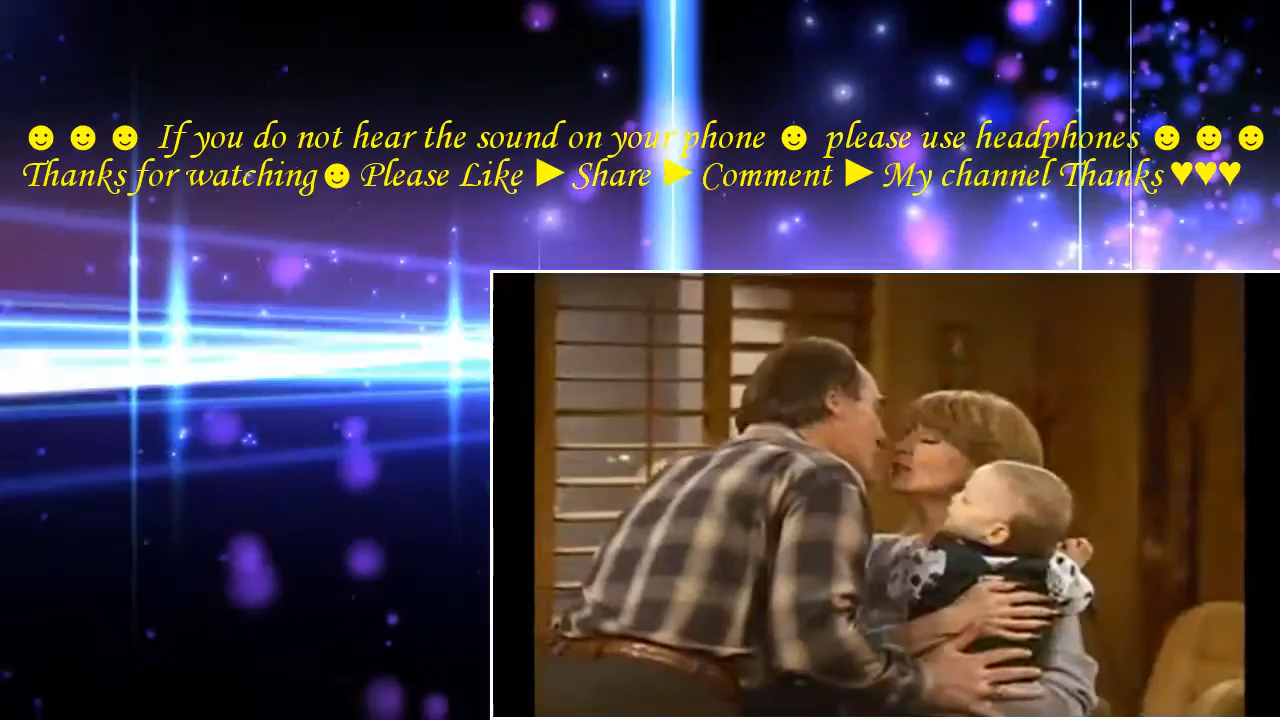 ☻ ☻ ☻ If you do not hear the sound on your phone ☻ please use headphones ☻ ☻ ☻
Thanks for watching ☻ Please Like ► Share ► Comment ► My channel Thanks ♥♥♥